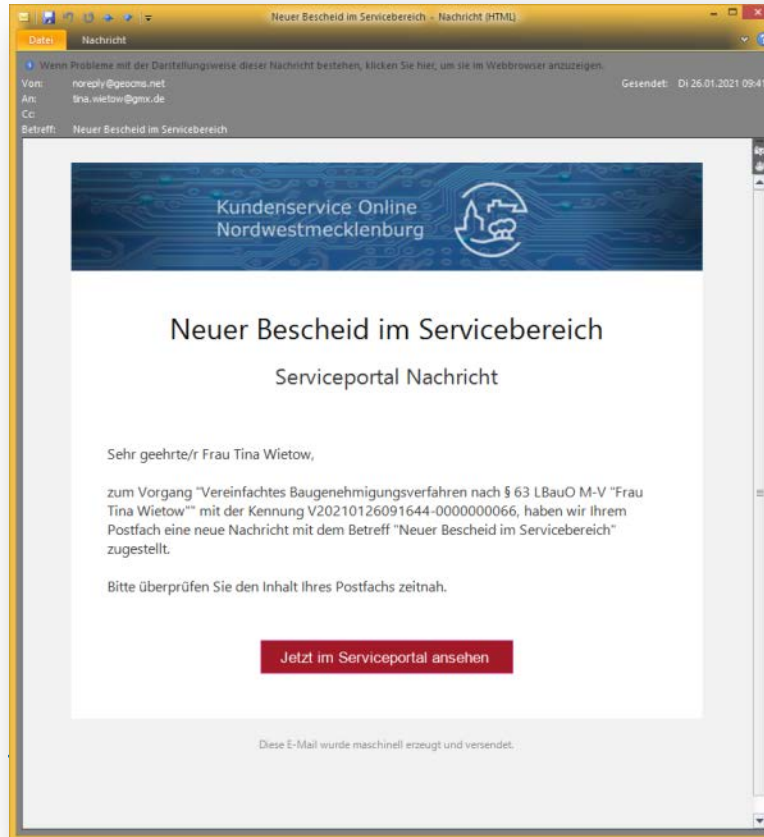 Neuer Bescheid im Servicebereich - Nachricht (HTML)
Datei Nachricht
Wenn Probleme mit der Darstellungsweise dieser Nachricht bestehen, klicken Sie hier, um sie im Webbrowser anzuzeigen.
Von: noreply@geocms.net Gesendet: Di 26.01.2021 09:41
An: tina.wietow@gmx.de
Cc:
Betreff: Neuer Bescheid im Servicebereich
Kundenservice Online
Nordwestmecklenburg
Neuer Bescheid im Servicebereich
Serviceportal Nachricht
Sehr geehrte/r Frau Tina Wietow,
zum Vorgang "Vereinfachtes Baugenehmigungsverfahren nach § 63 LBauO M-V "Frau
Tina Wietow"" mit der Kennung V20210126091644-0000000066, haben wir Ihrem
Postfach eine neue Nachricht mit dem Betreff "Neuer Bescheid im Servicebereich"
zugestellt.
Bitte überprüfen Sie den Inhalt Ihres Postfachs zeitnah.
Jetzt im Serviceportal ansehen
Diese E-Mail wurde maschinell erzeugt und versendet.